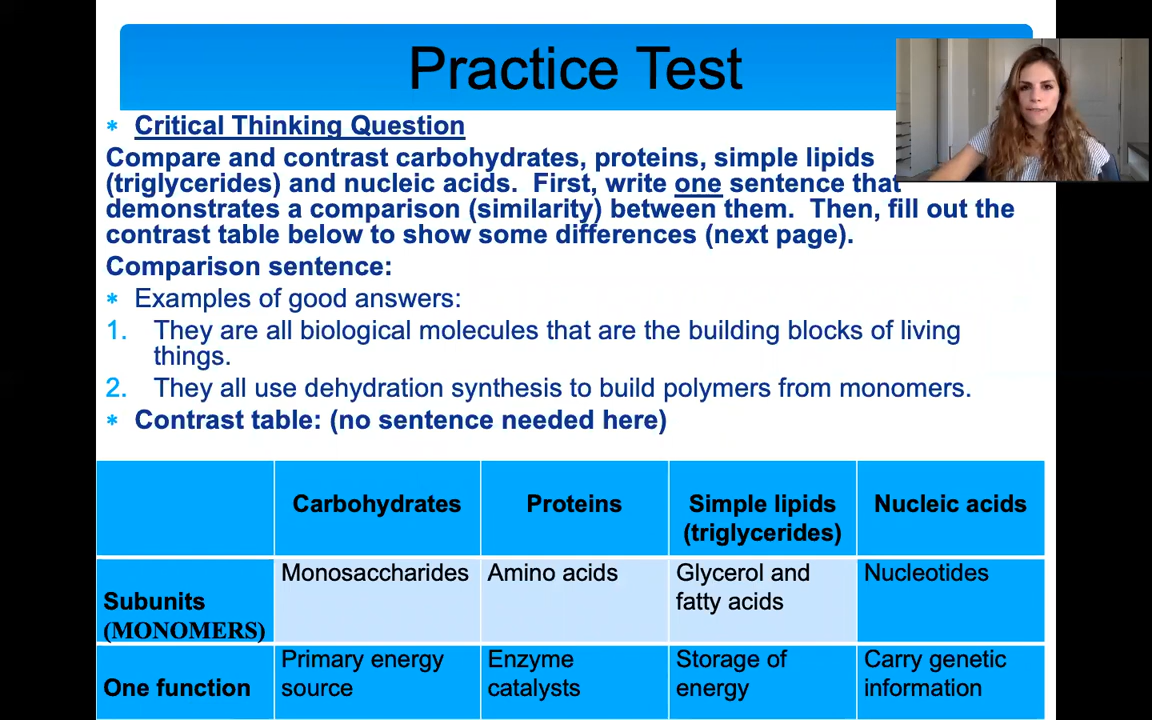 Practice Test
* Critical Thinking Question
Compare and contrast carbohydrates, proteins, simple lipids
(triglycerides) and nucleic acids. First, write one sentence that
demonstrates a comparison (similarity) between them. Then, fill out the
contrast table below to show some differences (next page).
Comparison sentence:
* Examples of good answers:
1. They are all biological molecules that are the building blocks of living
things.
2. They all use dehydration synthesis to build polymers from monomers.
* Contrast table: (no sentence needed here)
Carbohydrates Proteins Simple lipids Nucleic acids
(triglycerides)
Monosaccharides Amino acids Glycerol and Nucleotides
Subunits fatty acids
(MONOMERS)
Primary energy Enzyme Storage of Carry genetic
One function source catalysts energy information